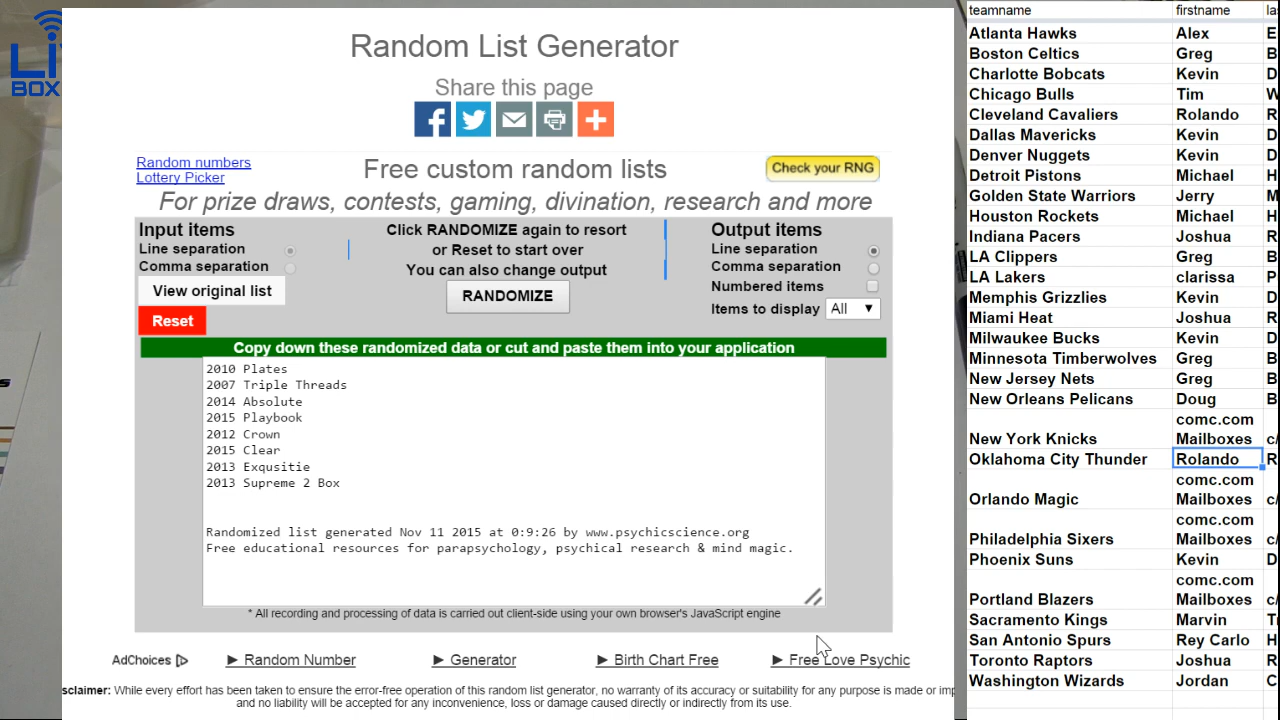 Li
BOX
Random List Generator
Share this page
Random numbers
Lottery Picker
Free custom random lists
Check your RNG
For prize draws, contests, gaming, divination, research and more
Input items
Line separation
Comma separation
View original list
Reset
Click RANDOMIZE again to resort
or Reset to start over
You can also change output
RANDOMIZE
Output items
Line separation
Comma separation
Numbered items
Items to display All
Copy down these randomized data or cut and paste them into your application
2010 Plates
2007 Triple Threads
2014 Absolute
2015 Playbook
2012 Crown
2015 Clear
2013 Exqusitie
2013 Supreme 2 Box
Randomized list generated Nov 11 2015 at 0:9:26 by www.psychicscience.org
Free educational resources for parapsychology, psychical research & mind magic.
* All recording and processing of data is carried out client-side using your own browser's JavaScript engine
AdChoices
► Random Number
► Generator
► Birth Chart Free
► Free Love Psychic
sclaimer: While every effort has been taken to ensure the error-free operation of this random list generator, no warranty of its accuracy or suitability for any purpose is made or imp
and no liability will be accepted for any inconvenience, loss or damage caused directly or indirectly from its use.
teamname firstname la
Atlanta Hawks Alex E
Boston Celtics Greg B
Charlotte Bobcats Kevin D
Chicago Bulls Tim W
Cleveland Cavaliers Rolando R
Dallas Mavericks Kevin D
Denver Nuggets Kevin D
Detroit Pistons Michael H
Golden State Warriors Jerry M
Houston Rockets Michael H
Indiana Pacers Joshua R
LA Clippers Greg B
LA Lakers clarissa P
Memphis Grizzlies Kevin D
Miami Heat Joshua R
Milwaukee Bucks Kevin D
Minnesota Timberwolves Greg B
New Jersey Nets Greg B
New Orleans Pelicans Doug B
comc.com
New York Knicks Mailboxes c/
Oklahoma City Thunder Rolando R
comc.com
Orlando Magic Mailboxes c/
comc.com
Philadelphia Sixers Mailboxes c/
Phoenix Suns Kevin D
comc.com
Portland Blazers Mailboxes c/
Sacramento Kings Marvin T
San Antonio Spurs Rey Carlo H
Toronto Raptors Joshua R
Washington Wizards Jordan C